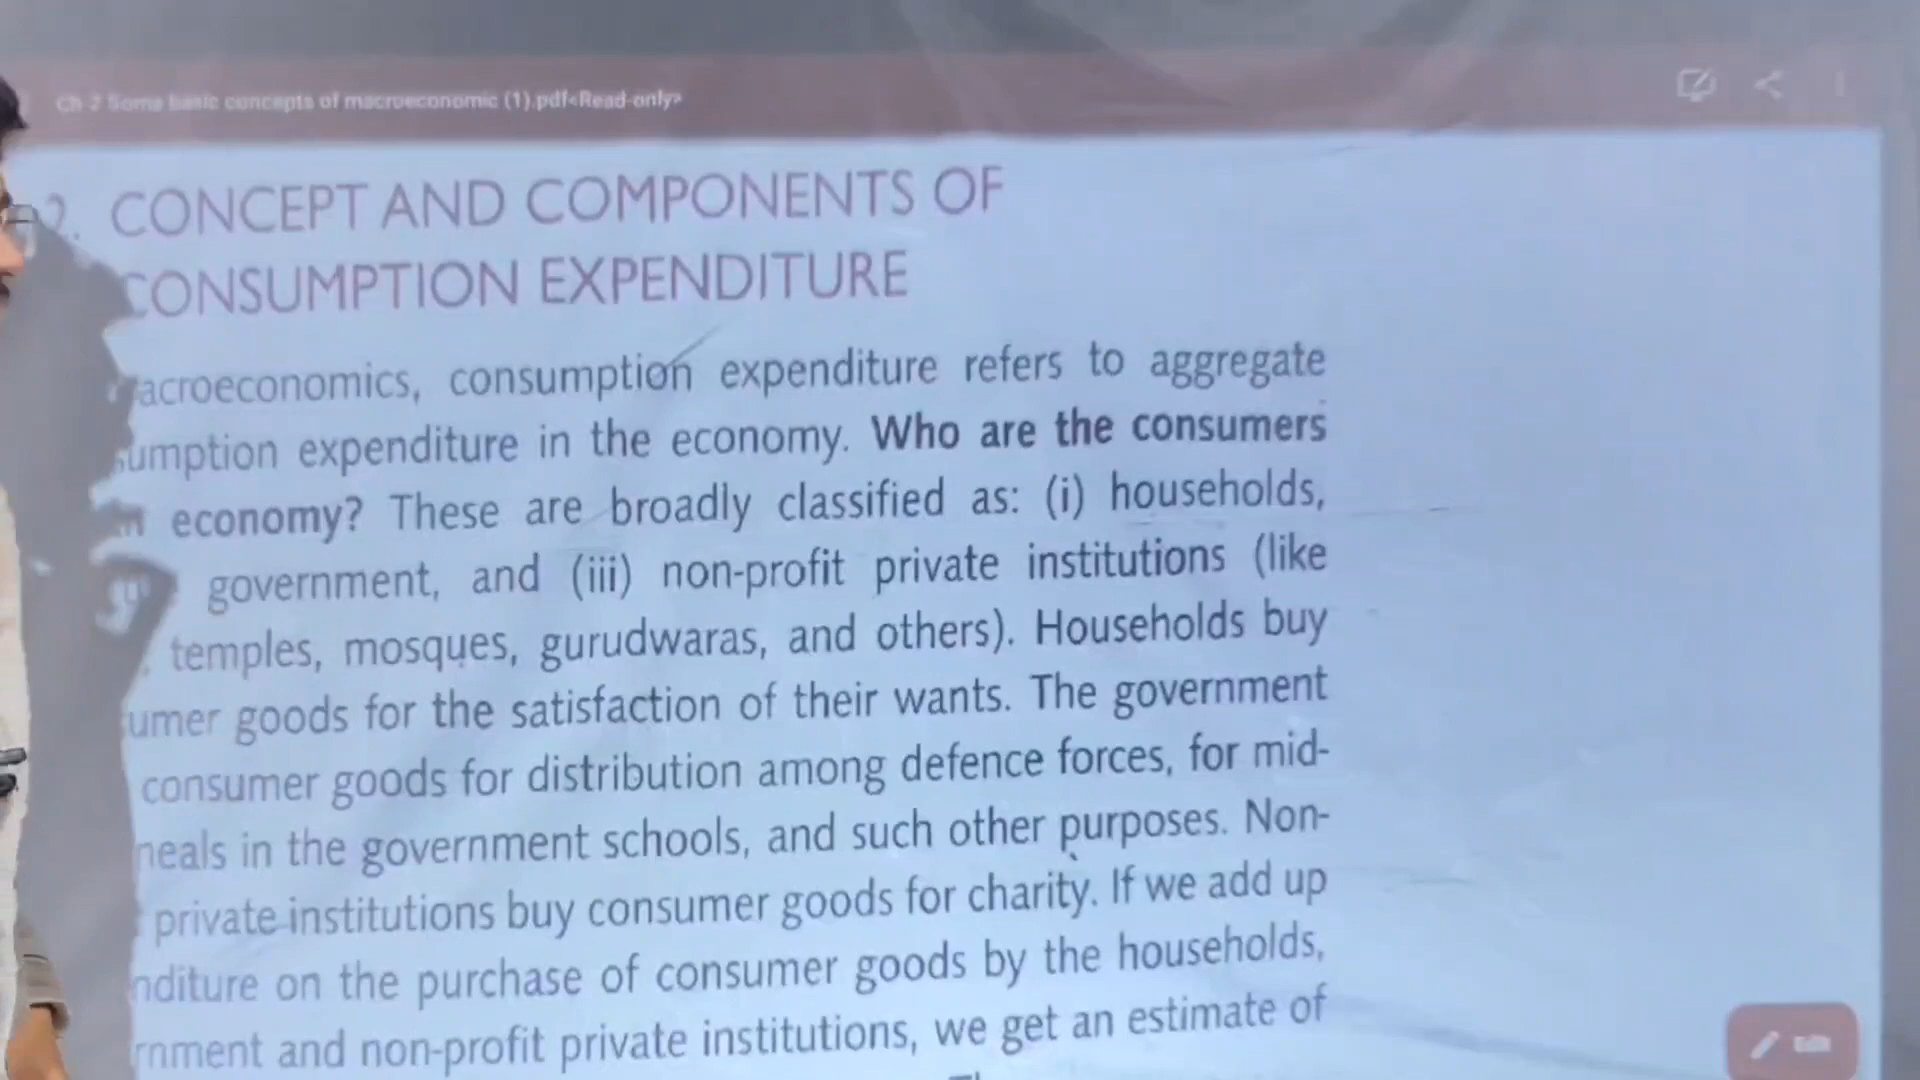 Ch 2 Some basic concepts of macroeconomic (1).pdf<Read-only>
2. CONCEPT AND COMPONENTS OF
CONSUMPTION EXPENDITURE
acroeconomics, consumption expenditure refers to aggregate
sumption expenditure in the economy. Who are the consumers
economy? These are broadly classified as: (i) households,
government, and (iii) non-profit private institutions (like
temples, mosques, gurudwaras, and others). Households buy
umer goods for the satisfaction of their wants. The government
consumer goods for distribution among defence forces, for mid-
neals in the government schools, and such other purposes. Non-
private institutions buy consumer goods for charity. If we add up
nditure on the purchase of consumer goods by the households,
rnment and non-profit private institutions, we get an estimate of